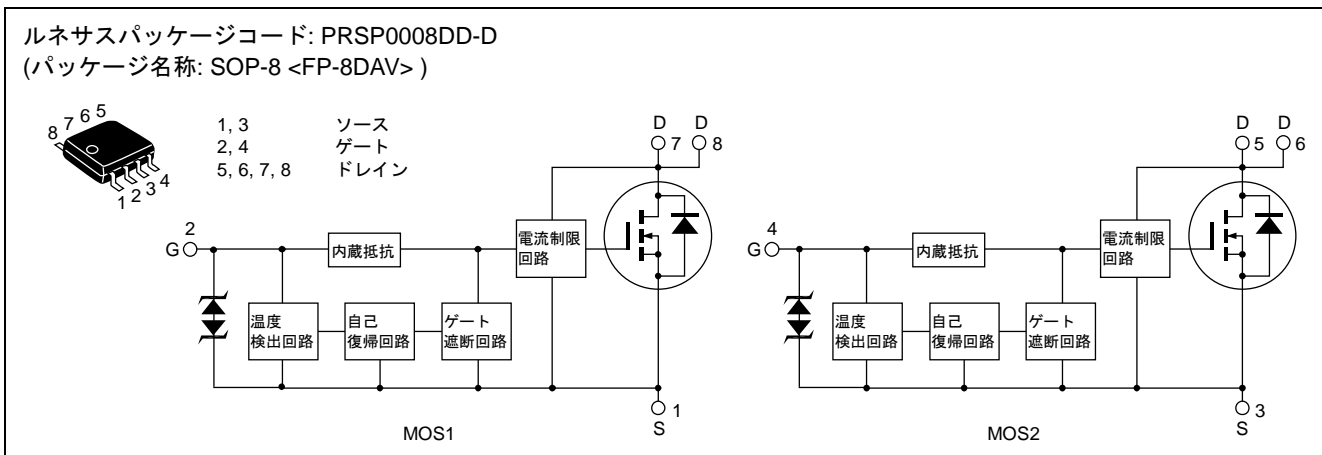 ルネサスパッケージコード: PRSP0008DD-D
(パッケージ名称: SOP-8 <FP-8DAV> )
8 7 6 5
1 2 3 4
1, 3 ソース
2, 4 ゲート
5, 6, 7, 8 ドレイン
D D
7 8
2
G
内蔵抵抗
電流制限
回路
温度
検出回路
自己
復帰回路
ゲート
遮断回路
1
S
MOS1
D D
5 6
4
G
内蔵抵抗
電流制限
回路
温度
検出回路
自己
復帰回路
ゲート
遮断回路
3
S
MOS2